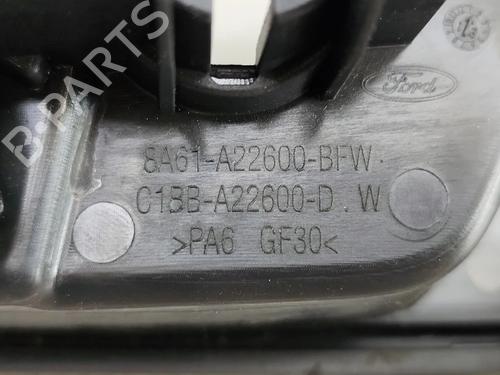 B-PARTS
Ford
8A61-A22600-BFW
C1BB-A22600-D . W
>PA6 GF30<